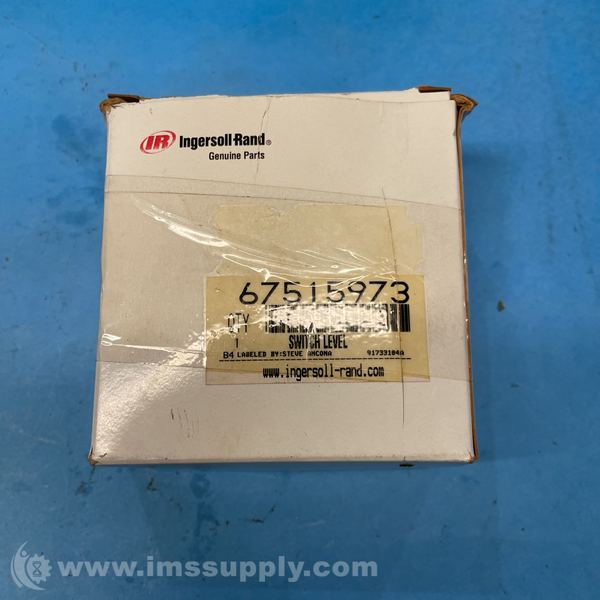 IR Ingersoll-Rand®
Genuine Parts
67515973
QTY
1
SWITCH LEVEL
B4 LABELED BY:STEVE ANCONA 91733104A
www.ingersoll-rand.com
www.imssupply.com